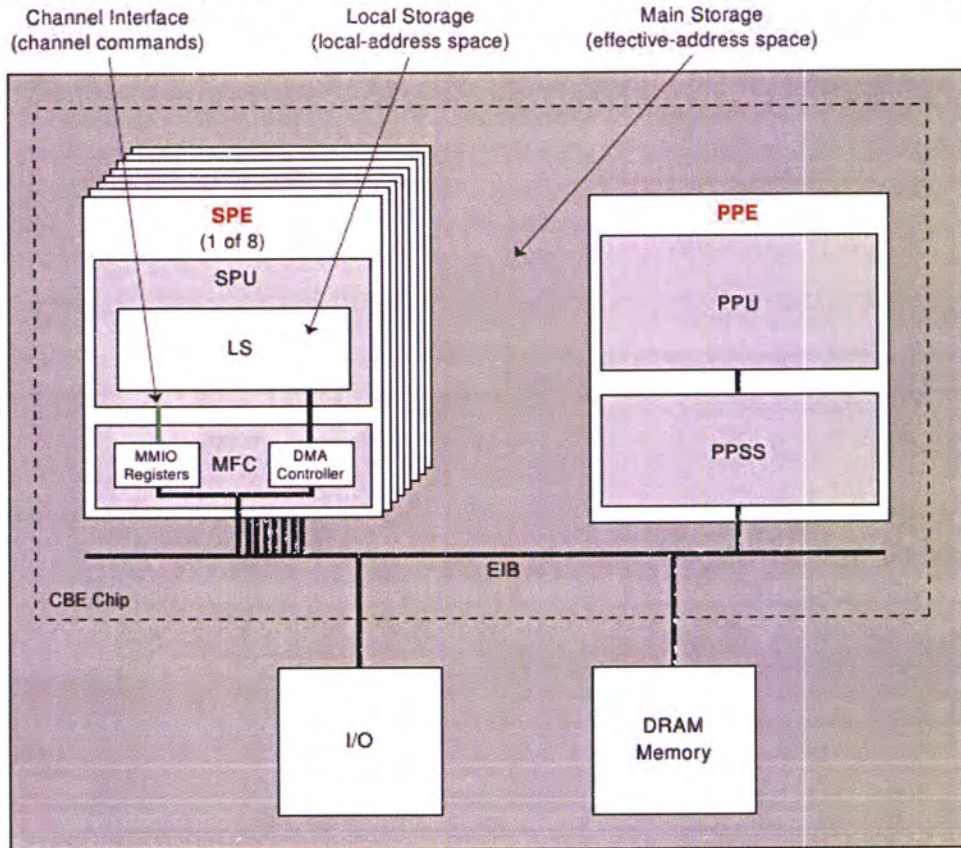 Channel Interface
(channel commands)
Local Storage
(local-address space)
Main Storage
(effective-address space)
SPE
(1 of 8)
SPU
LS
MMIO
Registers
MFC
DMA
Controller
PPE
PPU
PPSS
EIB
CBE Chip
I/O
DRAM
Memory